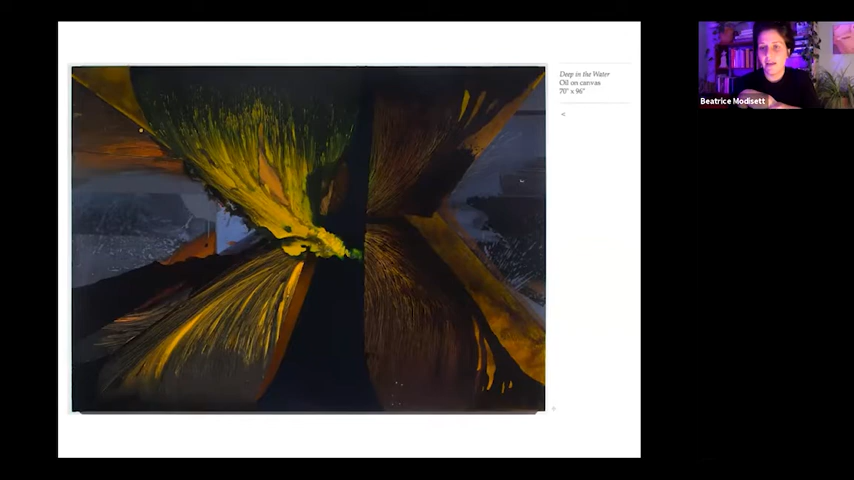 Deep in the Water
Oil on canvas
70" x 96"
<
Beatrice Modisett